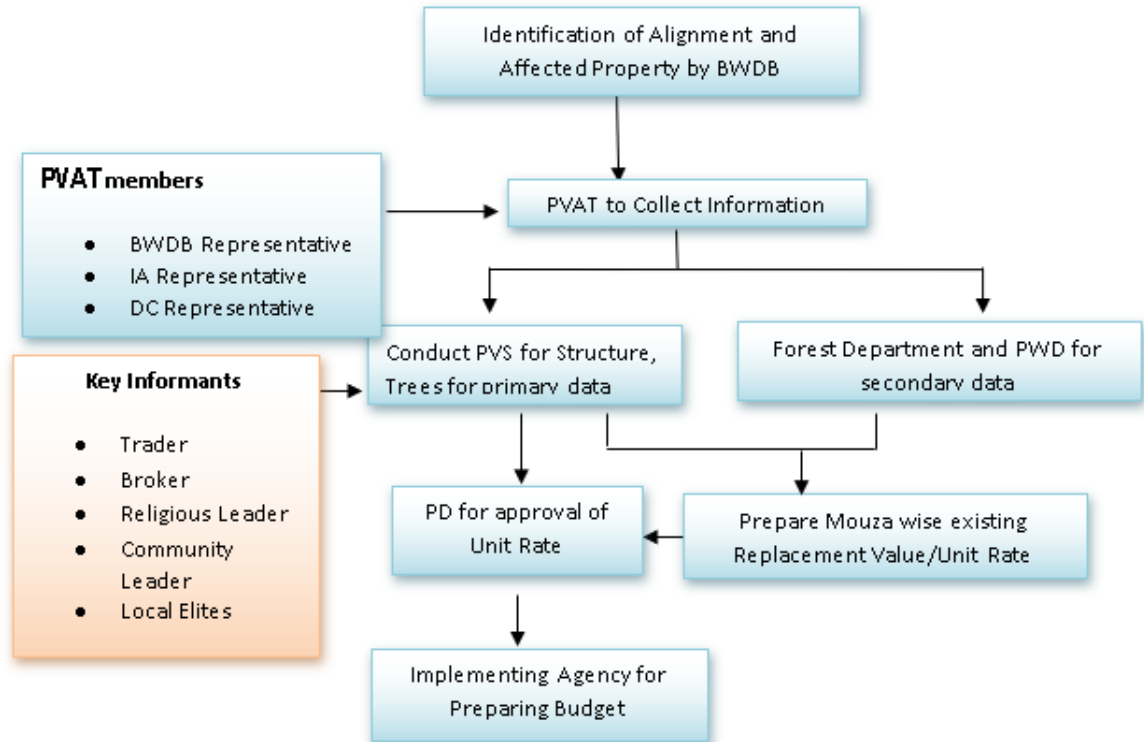 Identification of Alignment and
Affected Property by BWDB
PVAT members
● BWDB Representative
● IA Representative
● DC Representative
PVAT to Collect Information
Conduct PVS for Structure,
Trees for primary data
Forest Department and PWD for
secondary data
Key Informants
● Trader
● Broker
● Religious Leader
● Community
Leader
● Local Elites
PD for approval of
Unit Rate
Prepare Mouza wise existing
Replacement Value/Unit Rate
Implementing Agency for
Preparing Budget